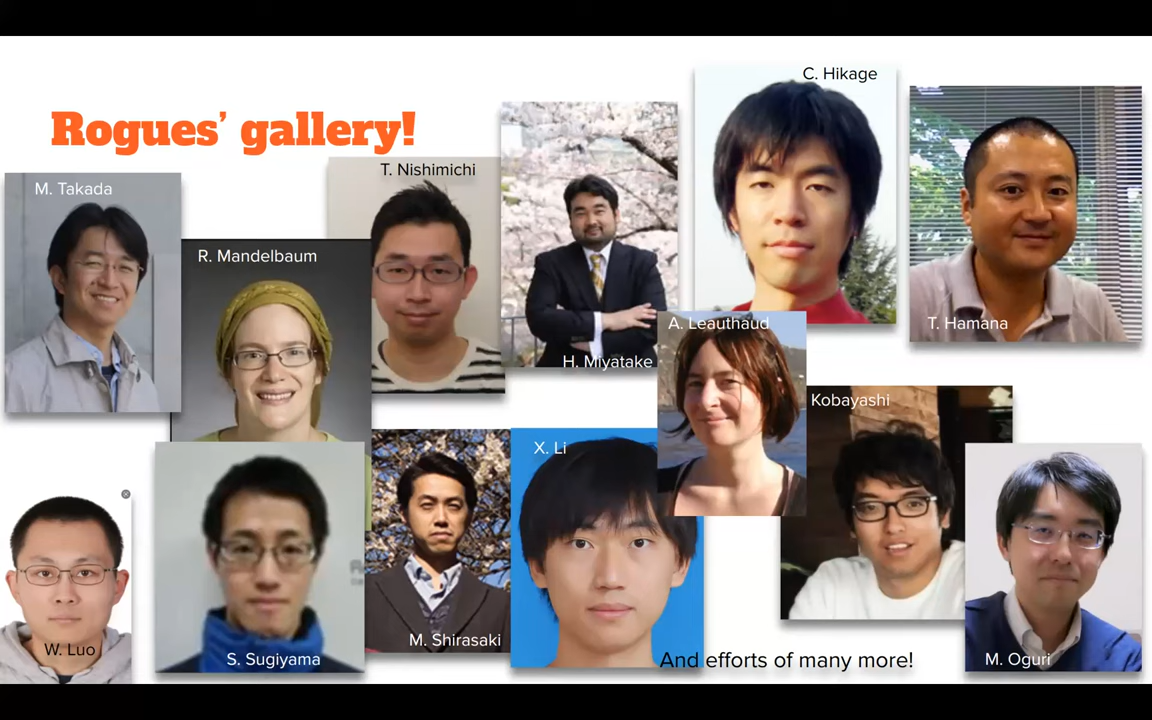 Rogues' gallery!
C. Hikage
T. Nishimichi
M. Takada
R. Mandelbaum
A. Leauthaud
T. Hamana
H. Miyatake
Kobayashi
X. Li
M. Shirasaki
W. Luo
S. Sugiyama
And efforts of many more!
M. Oguri